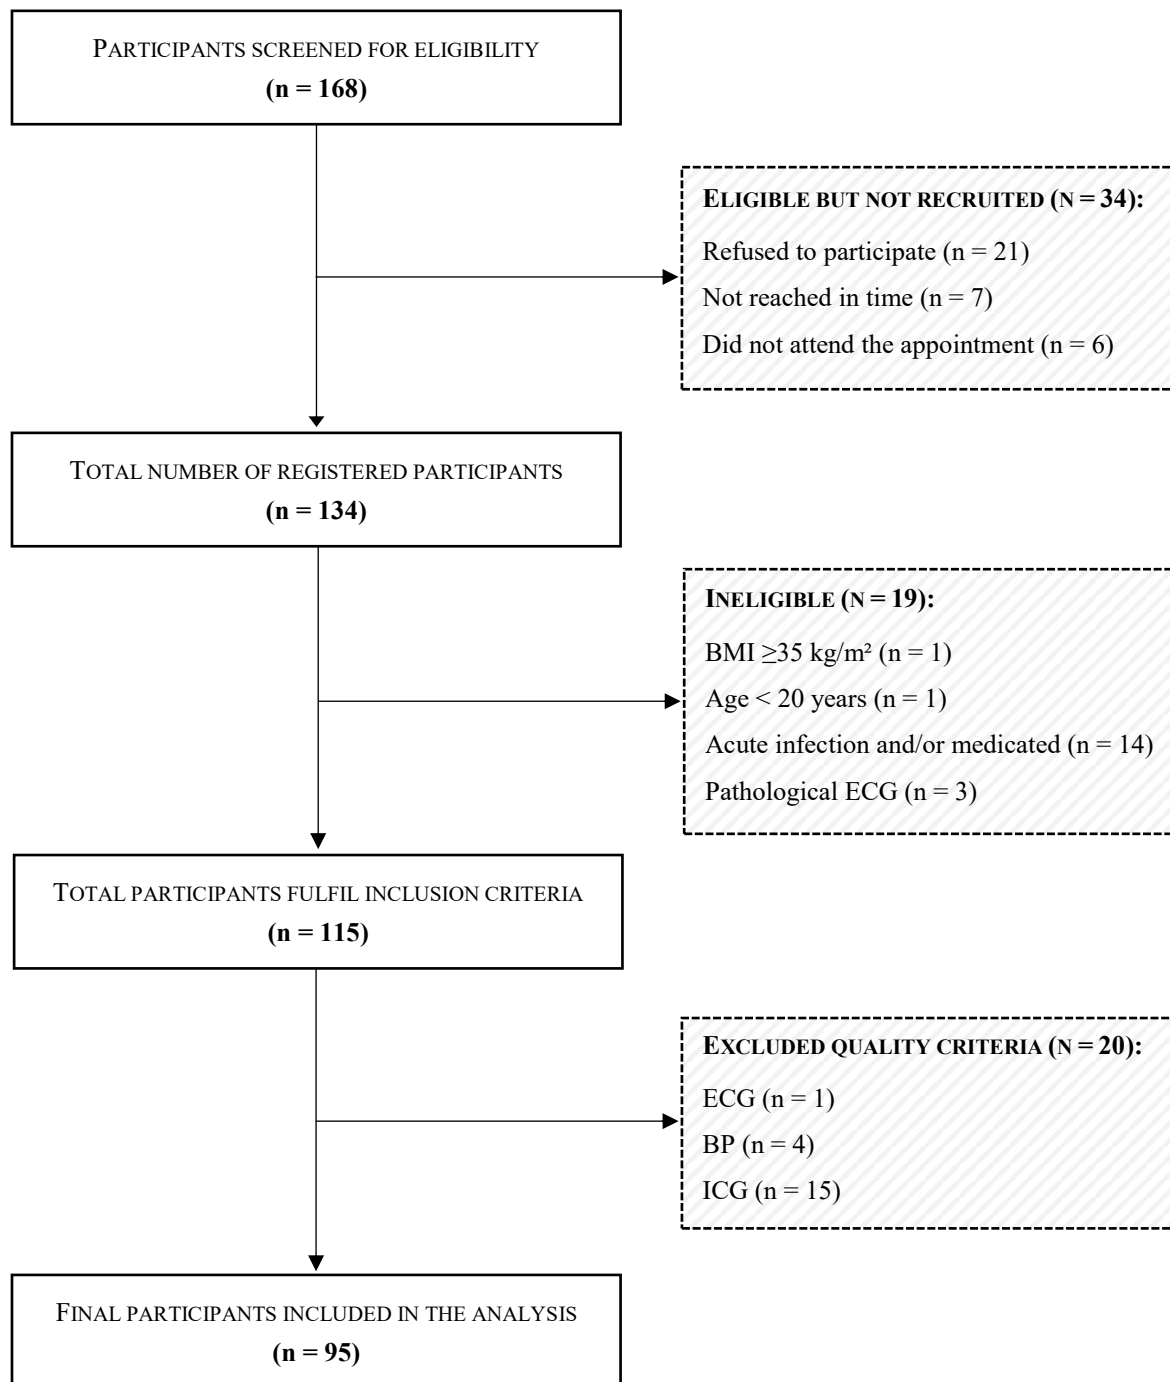 PARTICIPANTS SCREENED FOR ELIGIBILITY
(n = 168)
ELIGIBLE BUT NOT RECRUITED (N = 34):
Refused to participate (n = 21)
Not reached in time (n = 7)
Did not attend the appointment (n = 6)
TOTAL NUMBER OF REGISTERED PARTICIPANTS
(n = 134)
INELIGIBLE (N = 19):
BMI ≥35 kg/m² (n = 1)
Age < 20 years (n = 1)
Acute infection and/or medicated (n = 14)
Pathological ECG (n = 3)
TOTAL PARTICIPANTS FULFIL INCLUSION CRITERIA
(n = 115)
EXCLUDED QUALITY CRITERIA (N = 20):
ECG (n = 1)
BP (n = 4)
ICG (n = 15)
FINAL PARTICIPANTS INCLUDED IN THE ANALYSIS
(n = 95)